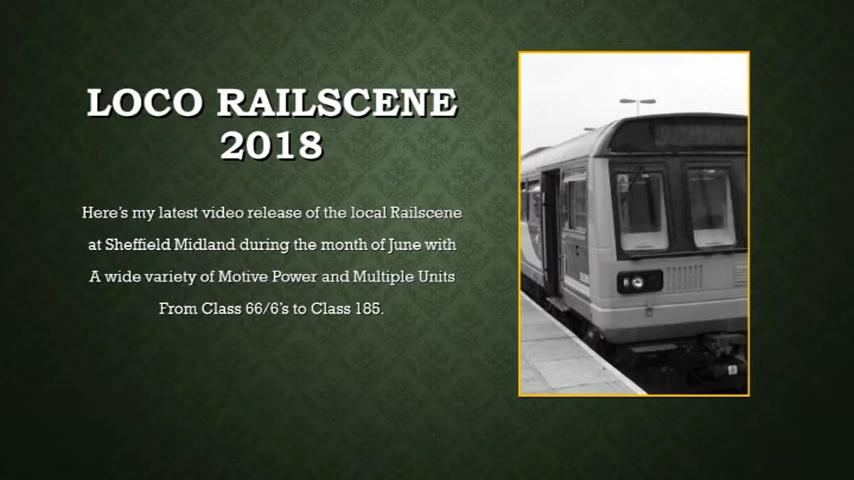 LOCO RAILSCENE
2018
Here's my latest video release of the local Railscene
at Sheffield Midland during the month of June with
A wide variety of Motive Power and Multiple Units
From Class 66/6's to Class 185.